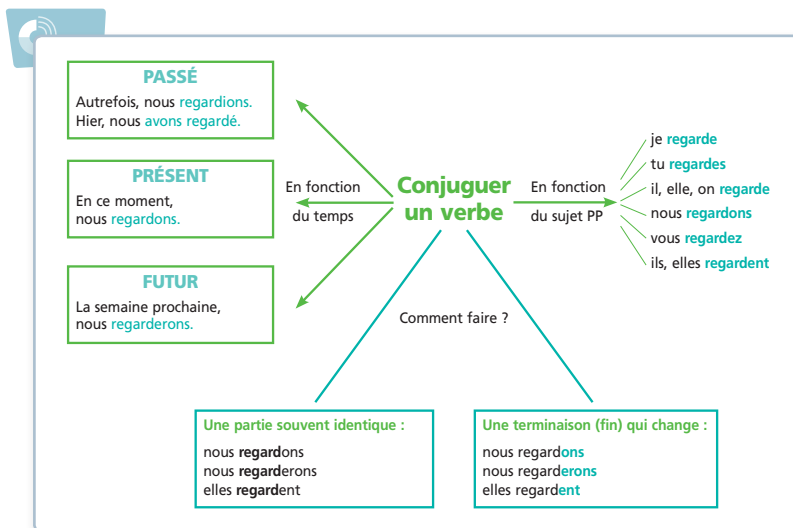 PASSÉ
Autrefois, nous regardions.
Hier, nous avons regardé.
PRÉSENT
En ce moment,
nous regardons.
FUTUR
La semaine prochaine,
nous regarderons.
En fonction
du temps
Conjuguer
un verbe
En fonction
du sujet PP
je regarde
tu regardes
il, elle, on regarde
nous regardons
vous regardez
ils, elles regardent
Comment faire ?
Une partie souvent identique :
nous regardons
nous regarderons
elles regardent
Une terminaison (fin) qui change :
nous regardons
nous regarderons
elles regardent